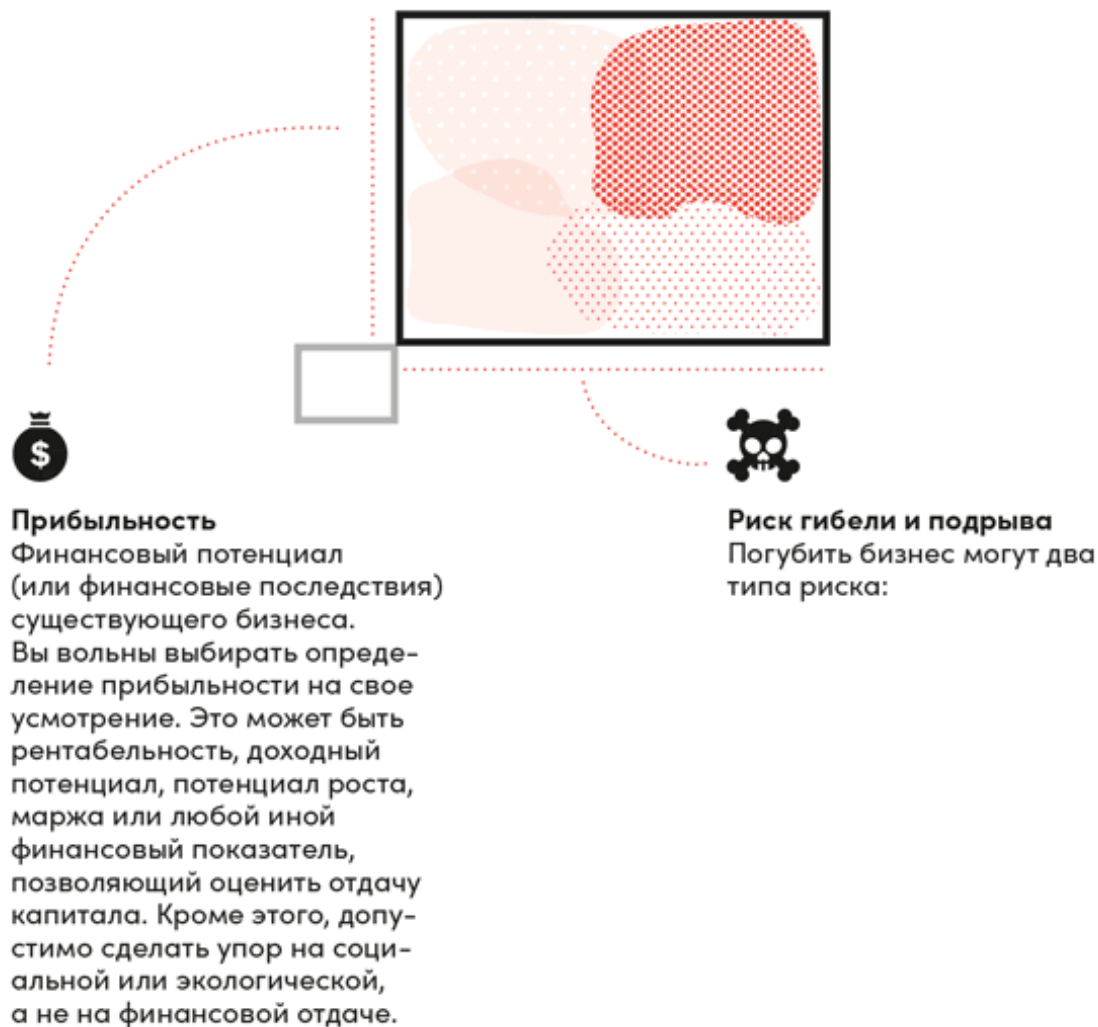 $
Прибыльность
Финансовый потенциал
(или финансовые последствия)
существующего бизнеса.
Вы вольны выбирать опреде-
ление прибыльности на свое
усмотрение. Это может быть
рентабельность, доходный
потенциал, потенциал роста,
маржа или любой иной
финансовый показатель,
позволяющий оценить отдачу
капитала. Кроме этого, допу-
стимо сделать упор на соци-
альной или экологической,
а не на финансовой отдаче.
Риск гибели и подрыва
Погубить бизнес могут два
типа риска: